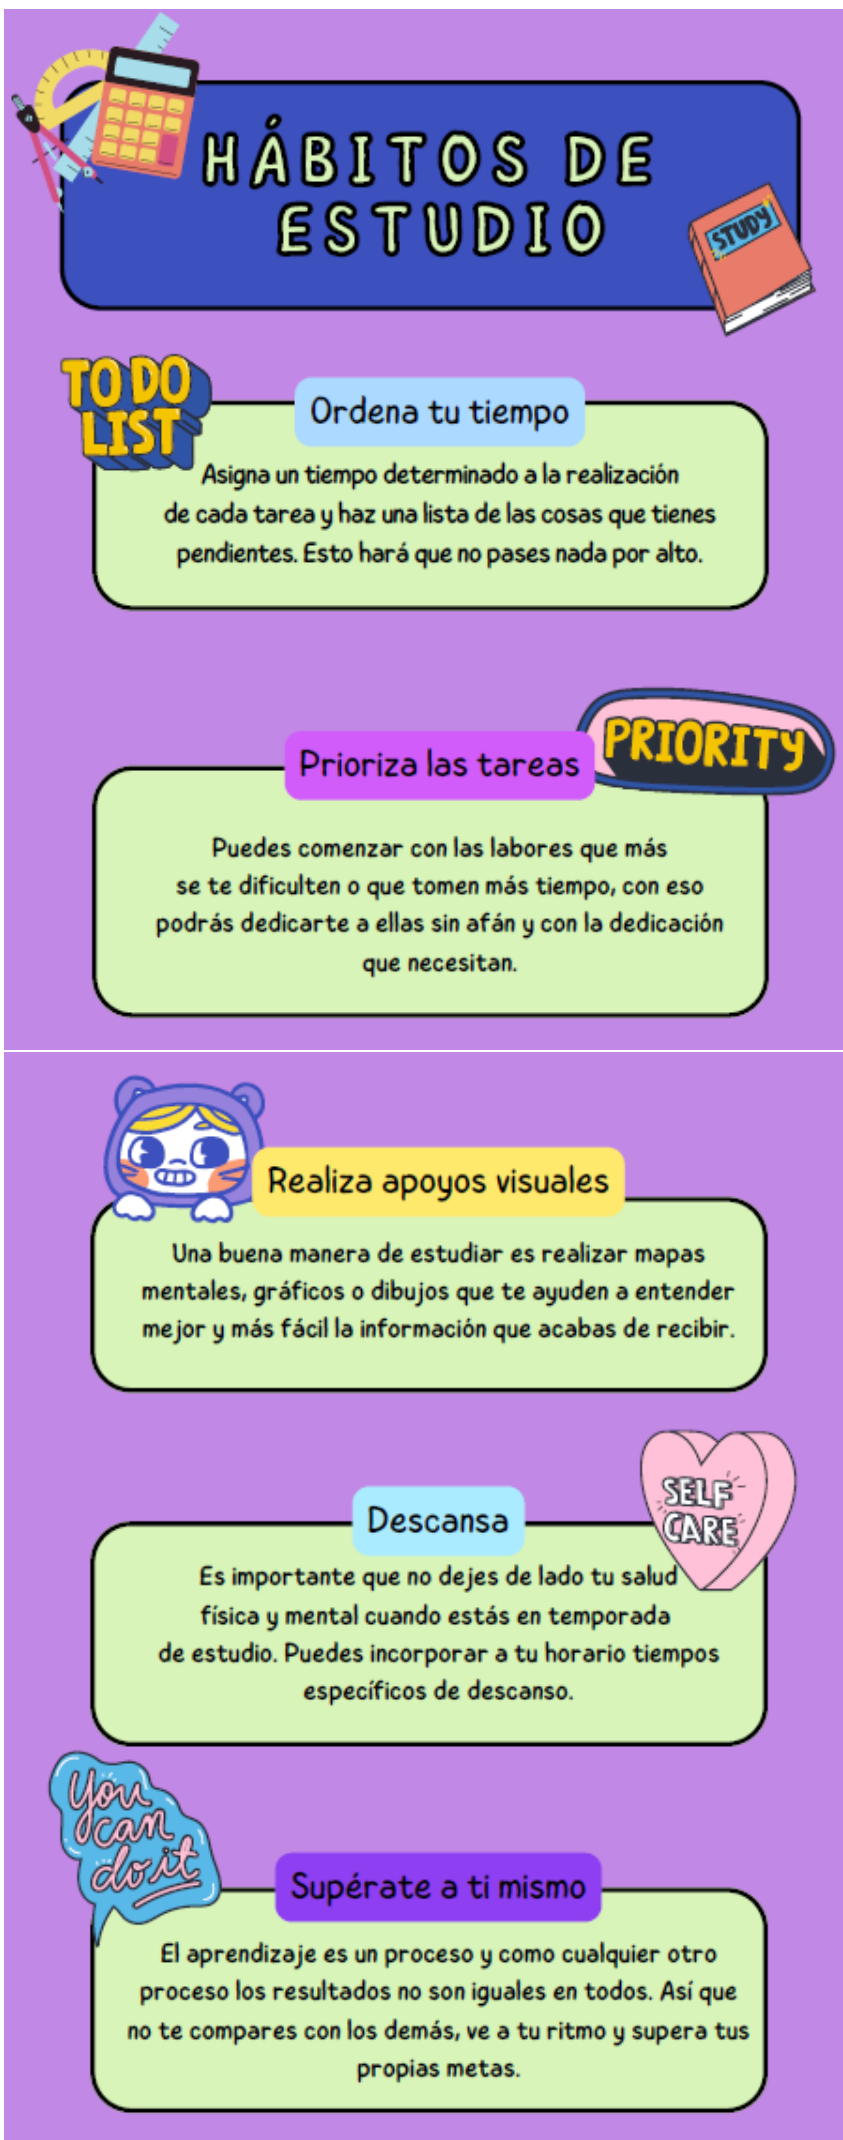 HÁBITOS DE
ESTUDIO
STUDY
TO DO
LIST
Ordena tu tiempo
Asigna un tiempo determinado a la realización
de cada tarea y haz una lista de las cosas que tienes
pendientes. Esto hará que no pases nada por alto.
PRIORITY
Prioriza las tareas
Puedes comenzar con las labores que más
se te dificulten o que tomen más tiempo, con eso
podrás dedicarte a ellas sin afán y con la dedicación
que necesitan.
Realiza apoyos visuales
Una buena manera de estudiar es realizar mapas
mentales, gráficos o dibujos que te ayuden a entender
mejor y más fácil la información que acabas de recibir.
SELF
CARE
Descansa
Es importante que no dejes de lado tu salud
física y mental cuando estás en temporada
de estudio. Puedes incorporar a tu horario tiempos
específicos de descanso.
You
can
do it
Supérate a ti mismo
El aprendizaje es un proceso y como cualquier otro
proceso los resultados no son iguales en todos. Así que
no te compares con los demás, ve a tu ritmo y supera tus
propias metas.